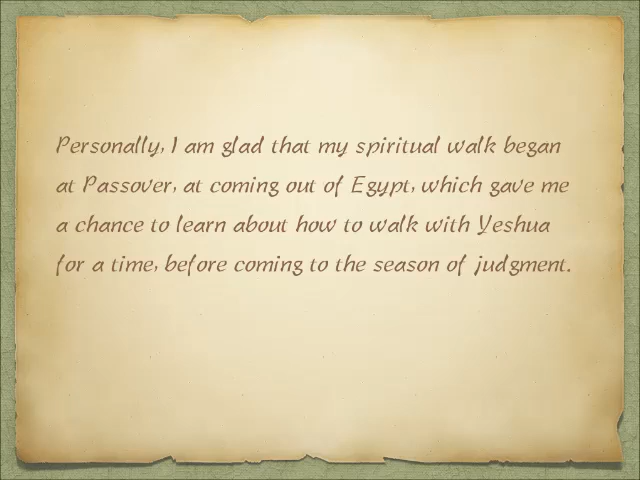 Personally, I am glad that my spiritual walk began
at Passover, at coming out of Egypt, which gave me
a chance to learn about how to walk with Yeshua
for a time, before coming to the season of judgment.